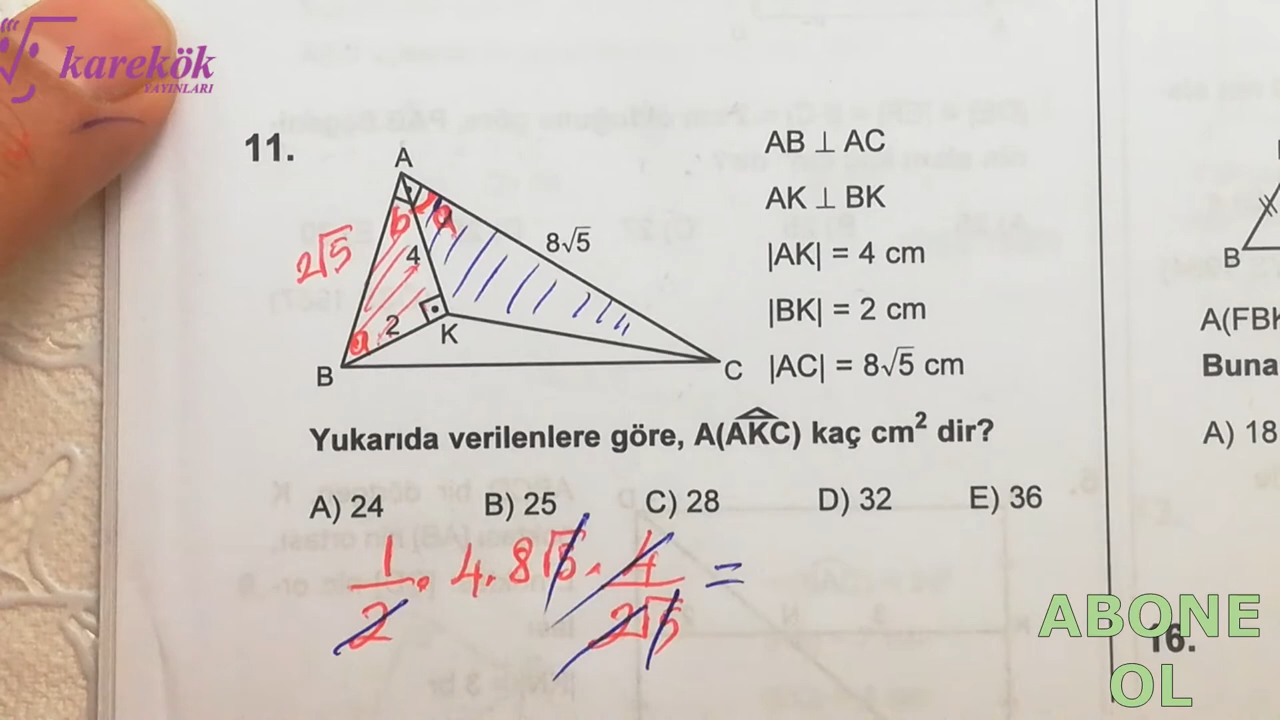 karekök
YAYINLARI
11.
A
B
C
K
4
2
8√5
2√5
b
a
a
AB ⊥ AC
AK ⊥ BK
|AK| = 4 cm
|BK| = 2 cm
|AC| = 8√5 cm
Yukarıda verilenlere göre, A(AKC) kaç cm² dir?
A) 24 B) 25 C) 28 D) 32 E) 36
1/2 · 4 · 8√5 · 4/2√5 =
B
A(FBK
Buna
A) 18
16.
ABONE
OL